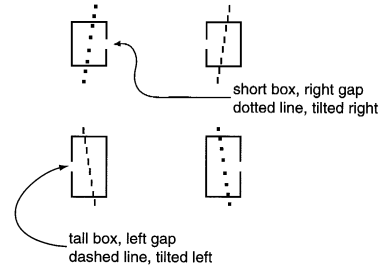 short box, right gap
dotted line, tilted right
tall box, left gap
dashed line, tilted left